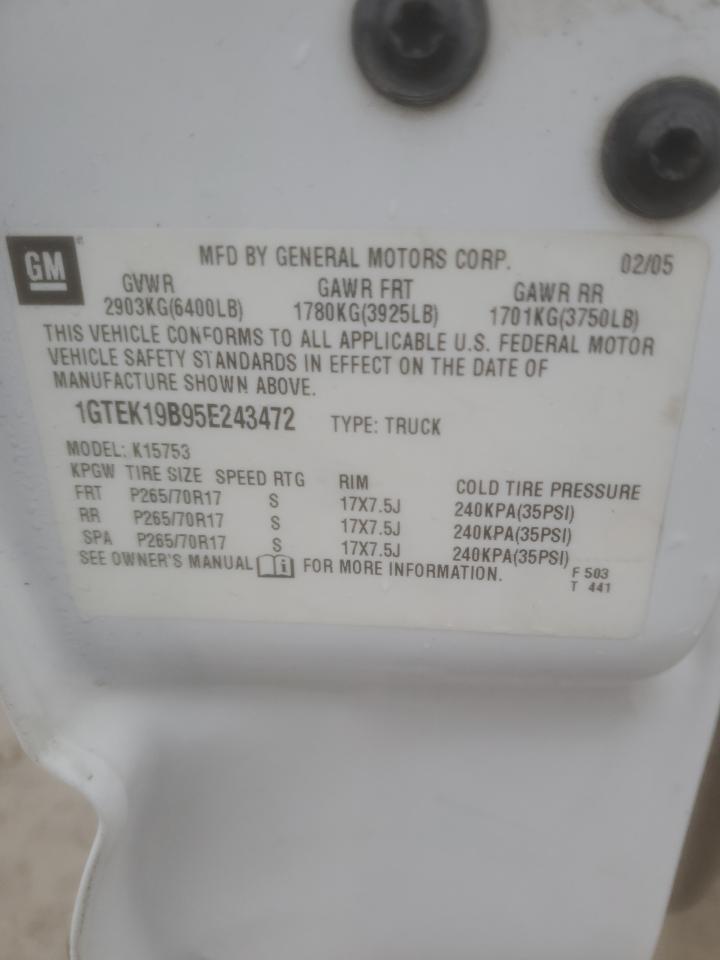 GM
MFD BY GENERAL MOTORS CORP. 02/05
GVWR GAWR FRT GAWR RR
2903KG(6400LB) 1780KG(3925LB) 1701KG(3750LB)
THIS VEHICLE CONFORMS TO ALL APPLICABLE U.S. FEDERAL MOTOR
VEHICLE SAFETY STANDARDS IN EFFECT ON THE DATE OF
MANUFACTURE SHOWN ABOVE.
1GTEK19B95E243472 TYPE: TRUCK
MODEL: K15753
KPGW TIRE SIZE SPEED RTG RIM COLD TIRE PRESSURE
FRT P265/70R17 S 17X7.5J 240KPA(35PSI)
RR P265/70R17 S 17X7.5J 240KPA(35PSI)
SPA P265/70R17 S 17X7.5J 240KPA(35PSI)
SEE OWNER'S MANUAL i FOR MORE INFORMATION.
F 503
T 441